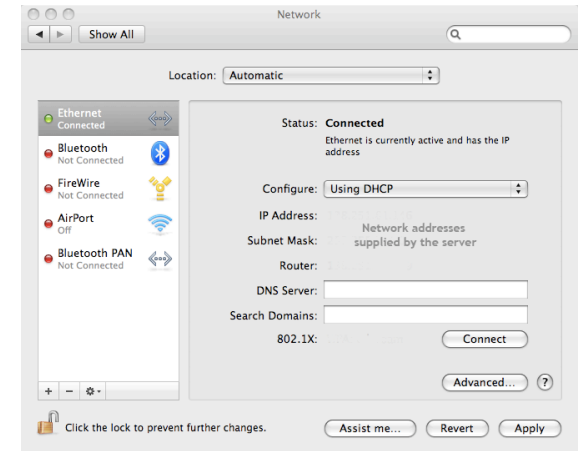 Network
Show All
Location: Automatic
Ethernet
Connected
Bluetooth
Not Connected
FireWire
Not Connected
AirPort
Off
Bluetooth PAN
Not Connected
Status: Connected
Ethernet is currently active and has the IP
address
Configure: Using DHCP
IP Address:
Network addresses
Subnet Mask:
supplied by the server
Router:
DNS Server:
Search Domains:
802.1X:
Connect
Advanced... ?
Click the lock to prevent further changes.
Assist me... Revert Apply